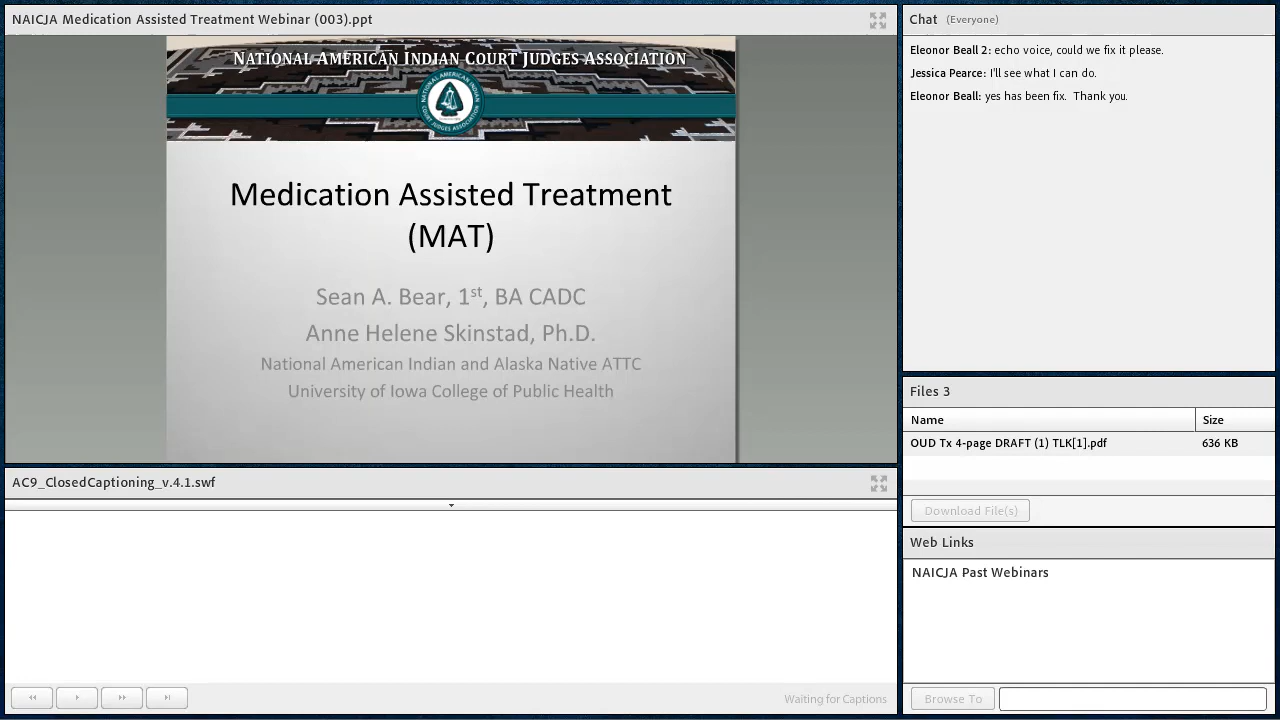 NAICJA Medication Assisted Treatment Webinar (003).ppt
NATIONAL AMERICAN INDIAN COURT JUDGES ASSOCIATION
Medication Assisted Treatment
(MAT)
Sean A. Bear, 1st, BA CADC
Anne Helene Skinstad, Ph.D.
National American Indian and Alaska Native ATTC
University of Iowa College of Public Health
AC9_ClosedCaptioning_v.4.1.swf
Waiting for Captions
Chat (Everyone)
Eleonor Beall 2: echo voice, could we fix it please.
Jessica Pearce: I'll see what I can do.
Eleonor Beall: yes has been fix. Thank you.
Files 3
Name Size
OUD Tx 4-page DRAFT (1) TLK[1].pdf 636 KB
Download File(s)
Web Links
NAICJA Past Webinars
Browse To